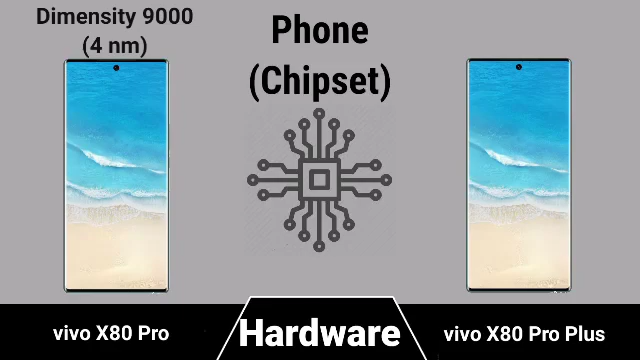 Dimensity 9000
(4 nm)
Phone
(Chipset)
vivo X80 Pro
Hardware
vivo X80 Pro Plus